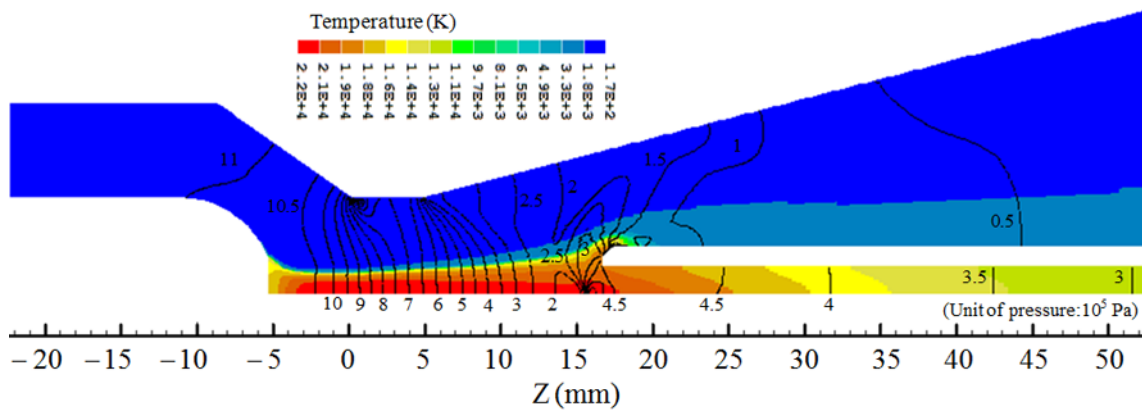 Temperature (K)
2.2E+4 2.1E+4 1.9E+4 1.8E+4 1.6E+4 1.4E+4 1.3E+4 1.1E+4 9.7E+3 8.1E+3 6.5E+3 4.9E+3 3.3E+3 1.8E+3 1.7E+2
11 10.5 2.5 2 1.5 1 0.5
2.5 3
10 9 8 7 6 5 4 3 2 4.5 4.5 4 3.5 3
(Unit of pressure:10⁵ Pa)
−20 −15 −10 −5 0 5 10 15 20 25 30 35 40 45 50
Z (mm)